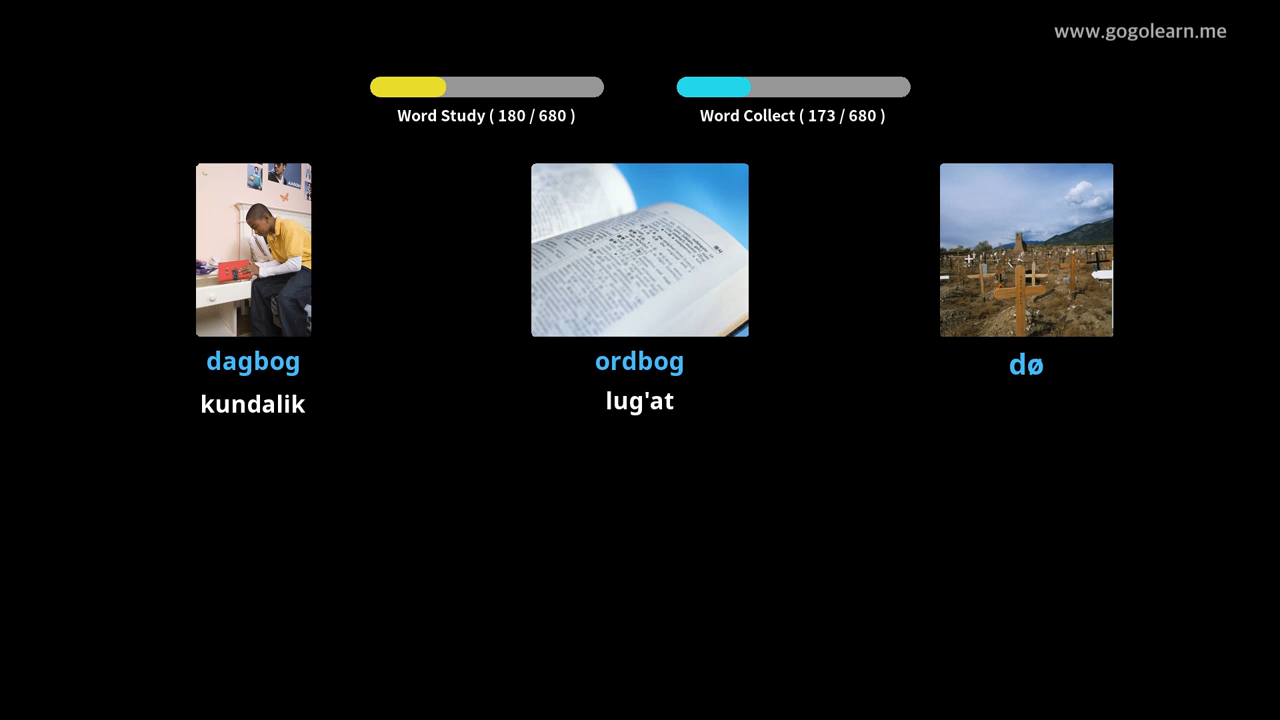 www.gogolearn.me
Word Study ( 180 / 680 )
Word Collect ( 173 / 680 )
dagbog
ordbog
dø
kundalik
lug'at